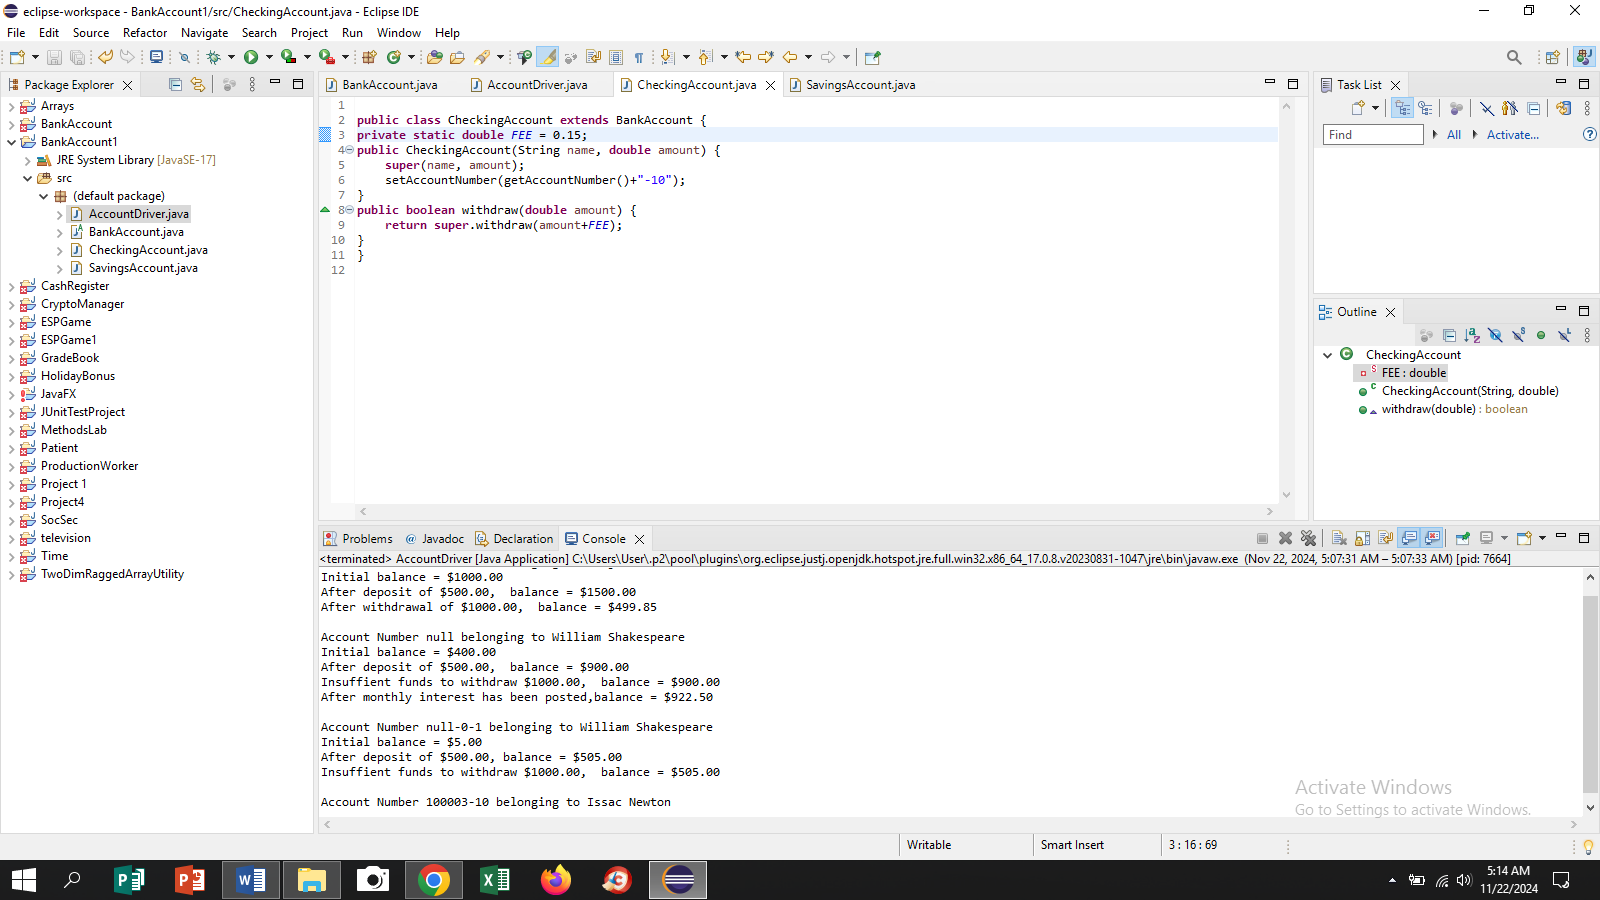 eclipse-workspace - BankAccount1/src/CheckingAccount.java - Eclipse IDE
File Edit Source Refactor Navigate Search Project Run Window Help
Package Explorer
Arrays
BankAccount
BankAccount1
JRE System Library [JavaSE-17]
src
(default package)
AccountDriver.java
BankAccount.java
CheckingAccount.java
SavingsAccount.java
CashRegister
CryptoManager
ESPGame
ESPGame1
GradeBook
HolidayBonus
JavaFX
JUnitTestProject
MethodsLab
Patient
ProductionWorker
Project 1
Project4
SocSec
television
Time
TwoDimRaggedArrayUtility
BankAccount.java AccountDriver.java CheckingAccount.java SavingsAccount.java
1
2 public class CheckingAccount extends BankAccount {
3 private static double FEE = 0.15;
4 public CheckingAccount(String name, double amount) {
5 super(name, amount);
6 setAccountNumber(getAccountNumber()+"-10");
7 }
8 public boolean withdraw(double amount) {
9 return super.withdraw(amount+FEE);
10 }
11 }
12
Task List
Find All Activate...
Outline
CheckingAccount
FEE : double
CheckingAccount(String, double)
withdraw(double) : boolean
Problems Javadoc Declaration Console
<terminated> AccountDriver [Java Application] C:\Users\User\.p2\pool\plugins\org.eclipse.justj.openjdk.hotspot.jre.full.win32.x86_64_17.0.8.v20230831-1047\jre\bin\javaw.exe (Nov 22, 2024, 5:07:31 AM – 5:07:33 AM) [pid: 7664]
Initial balance = $1000.00
After deposit of $500.00,  balance = $1500.00
After withdrawal of $1000.00,  balance = $499.85
Account Number null belonging to William Shakespeare
Initial balance = $400.00
After deposit of $500.00,  balance = $900.00
Insuffient funds to withdraw $1000.00,  balance = $900.00
After monthly interest has been posted,balance = $922.50
Account Number null-0-1 belonging to William Shakespeare
Initial balance = $5.00
After deposit of $500.00, balance = $505.00
Insuffient funds to withdraw $1000.00,  balance = $505.00
Account Number 100003-10 belonging to Issac Newton
Activate Windows
Go to Settings to activate Windows.
Writable Smart Insert 3 : 16 : 69
5:14 AM
11/22/2024